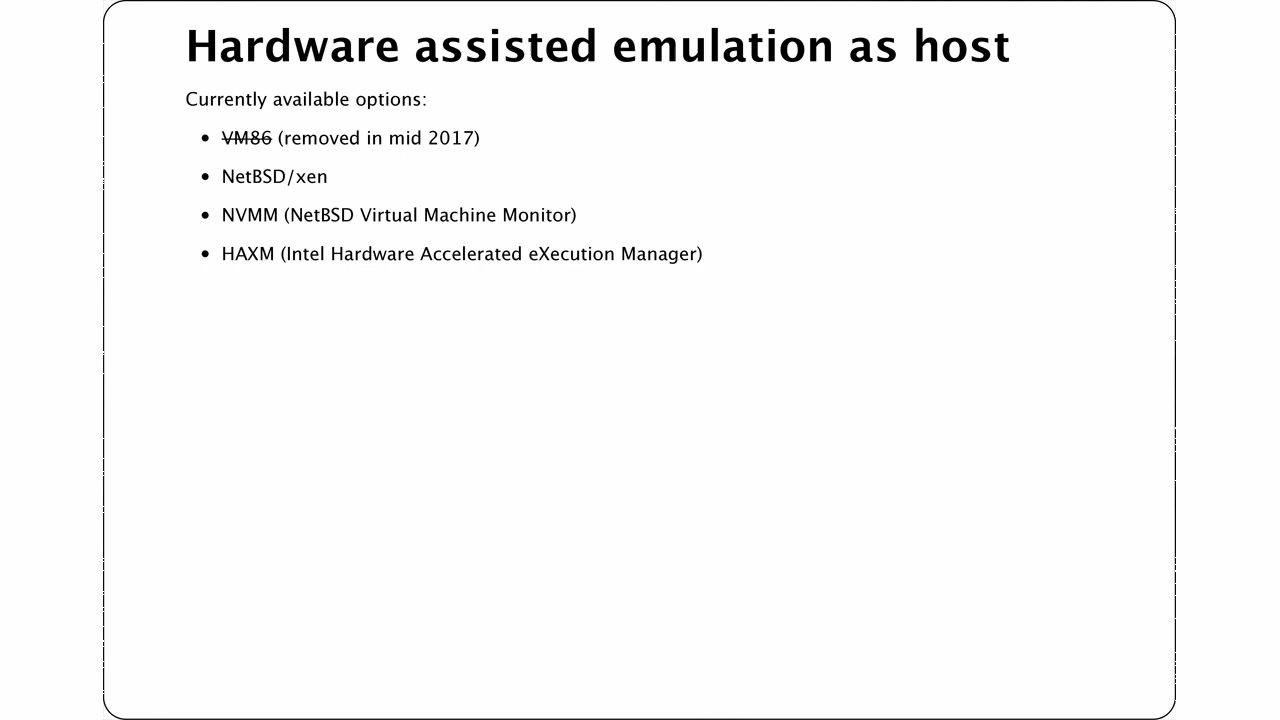 Hardware assisted emulation as host
Currently available options:
• VM86 (removed in mid 2017)
• NetBSD/xen
• NVMM (NetBSD Virtual Machine Monitor)
• HAXM (Intel Hardware Accelerated eXecution Manager)